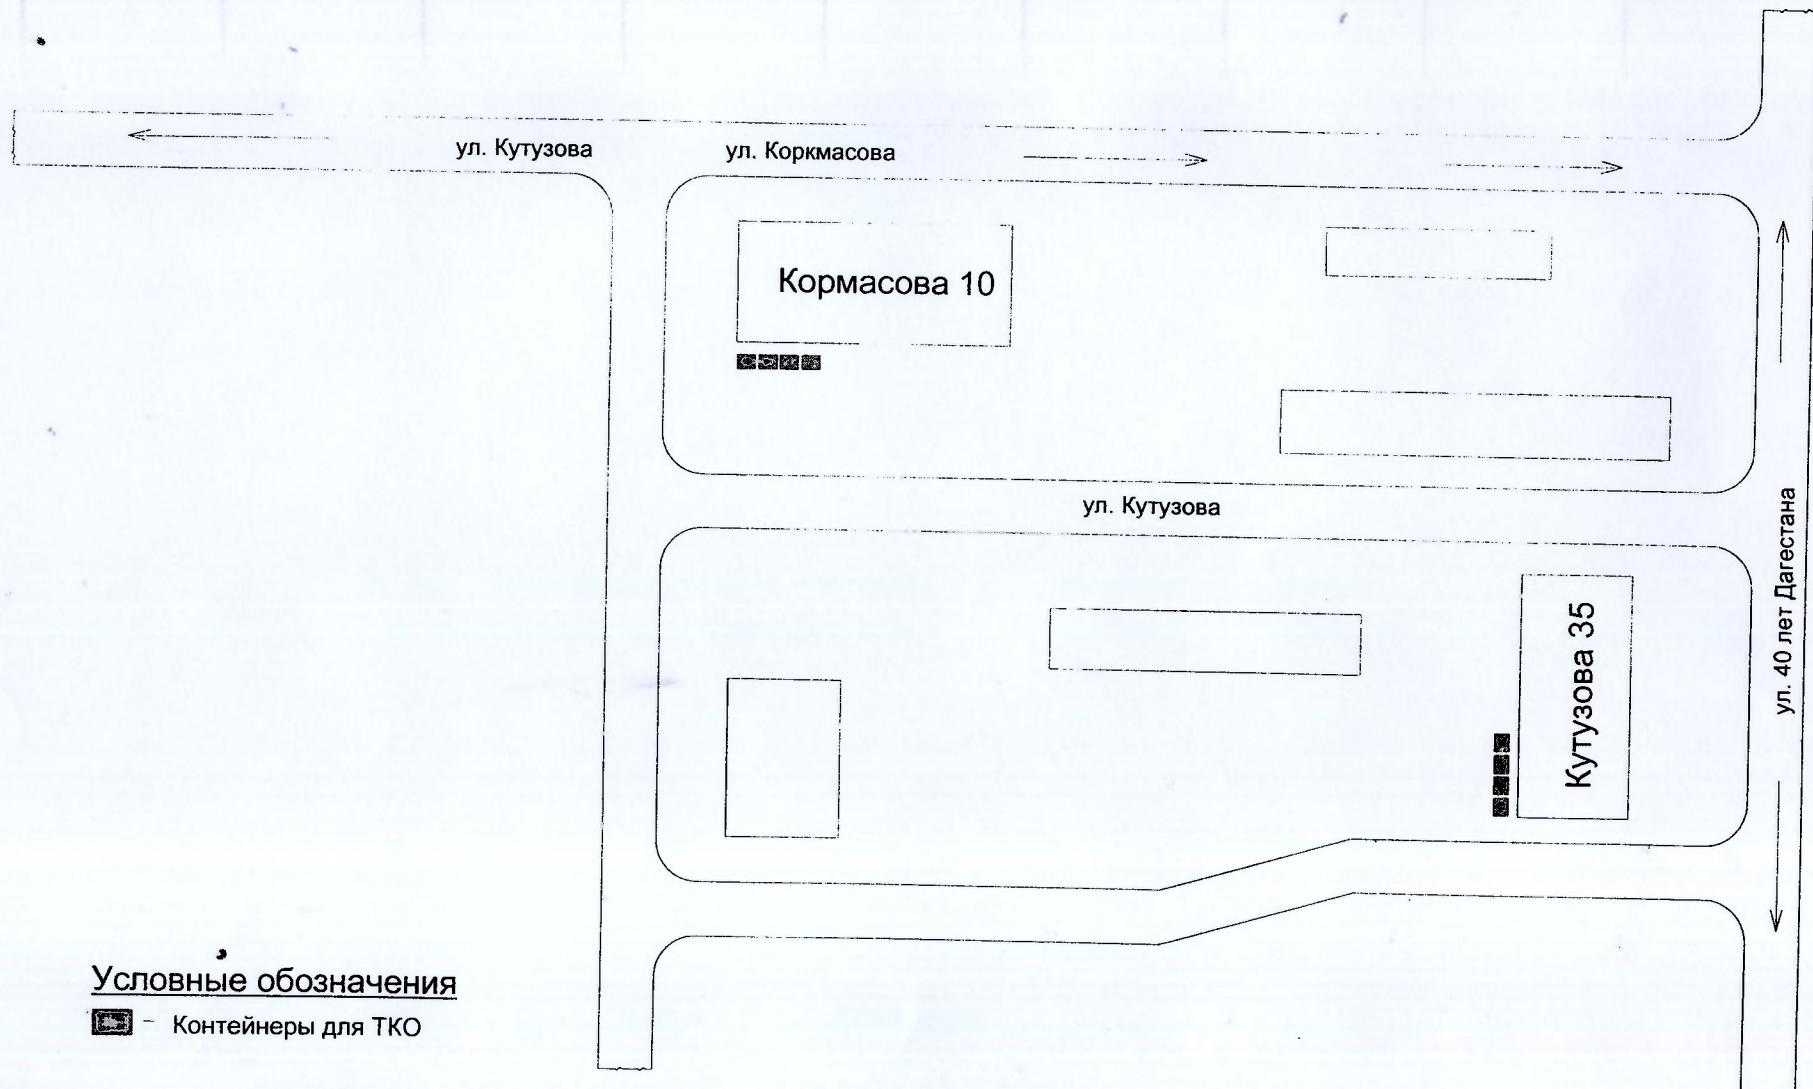 ул. Кутузова
ул. Коркмасова
Кормасова 10
ул. Кутузова
Кутузова 35
ул. 40 лет Дагестана
Условные обозначения
– Контейнеры для ТКО